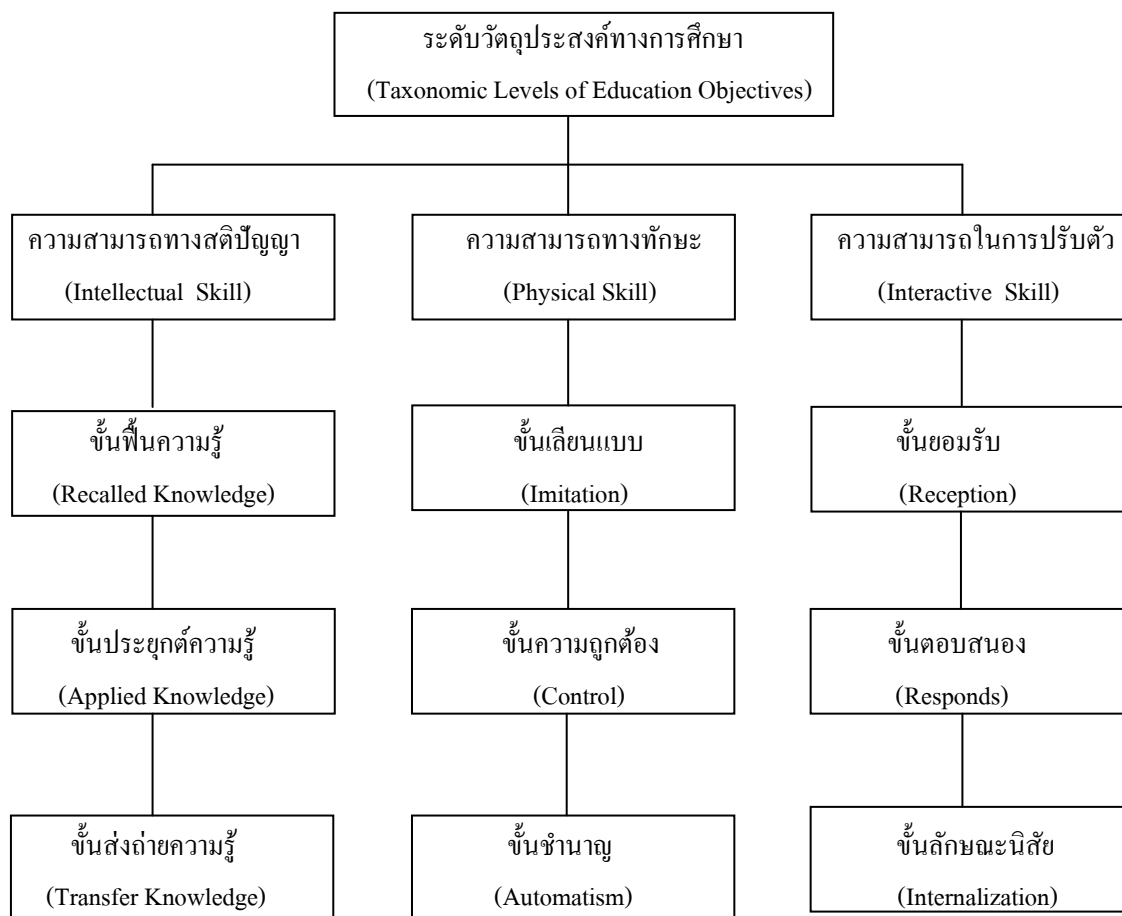 ระดับวัตถุประสงค์ทางการศึกษา
(Taxonomic Levels of Education Objectives)
ความสามารถทางสติปัญญา
(Intellectual Skill)
ความสามารถทางทักษะ
(Physical Skill)
ความสามารถในการปรับตัว
(Interactive Skill)
ขั้นฟื้นความรู้
(Recalled Knowledge)
ขั้นเลียนแบบ
(Imitation)
ขั้นยอมรับ
(Reception)
ขั้นประยุกต์ความรู้
(Applied Knowledge)
ขั้นความถูกต้อง
(Control)
ขั้นตอบสนอง
(Responds)
ขั้นส่งถ่ายความรู้
(Transfer Knowledge)
ขั้นชำนาญ
(Automatism)
ขั้นลักษณะนิสัย
(Internalization)